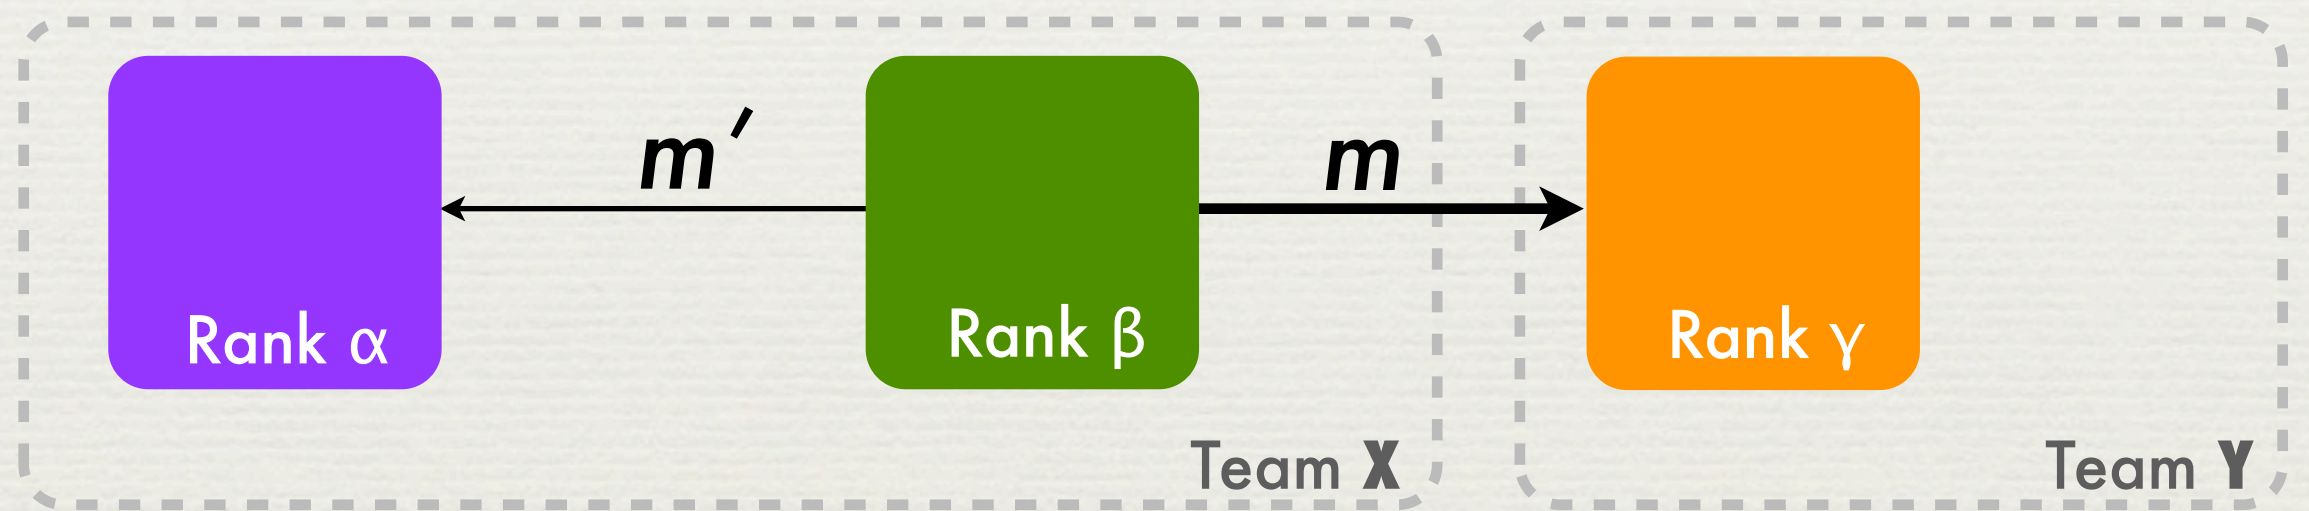 m′
m
Rank α
Rank β
Rank γ
Team X
Team Y